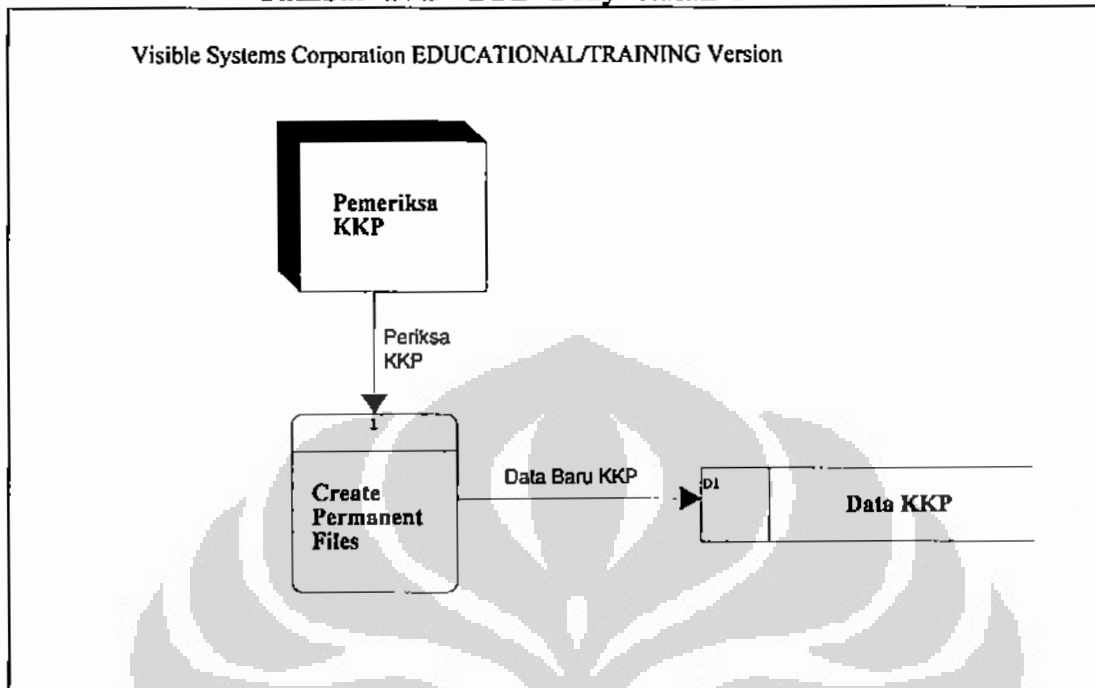 Visible Systems Corporation EDUCATIONAL/TRAINING Version
Pemeriksa
KKP
Periksa
KKP
1
Create
Permanent
Files
Data Baru KKP
D1
Data KKP